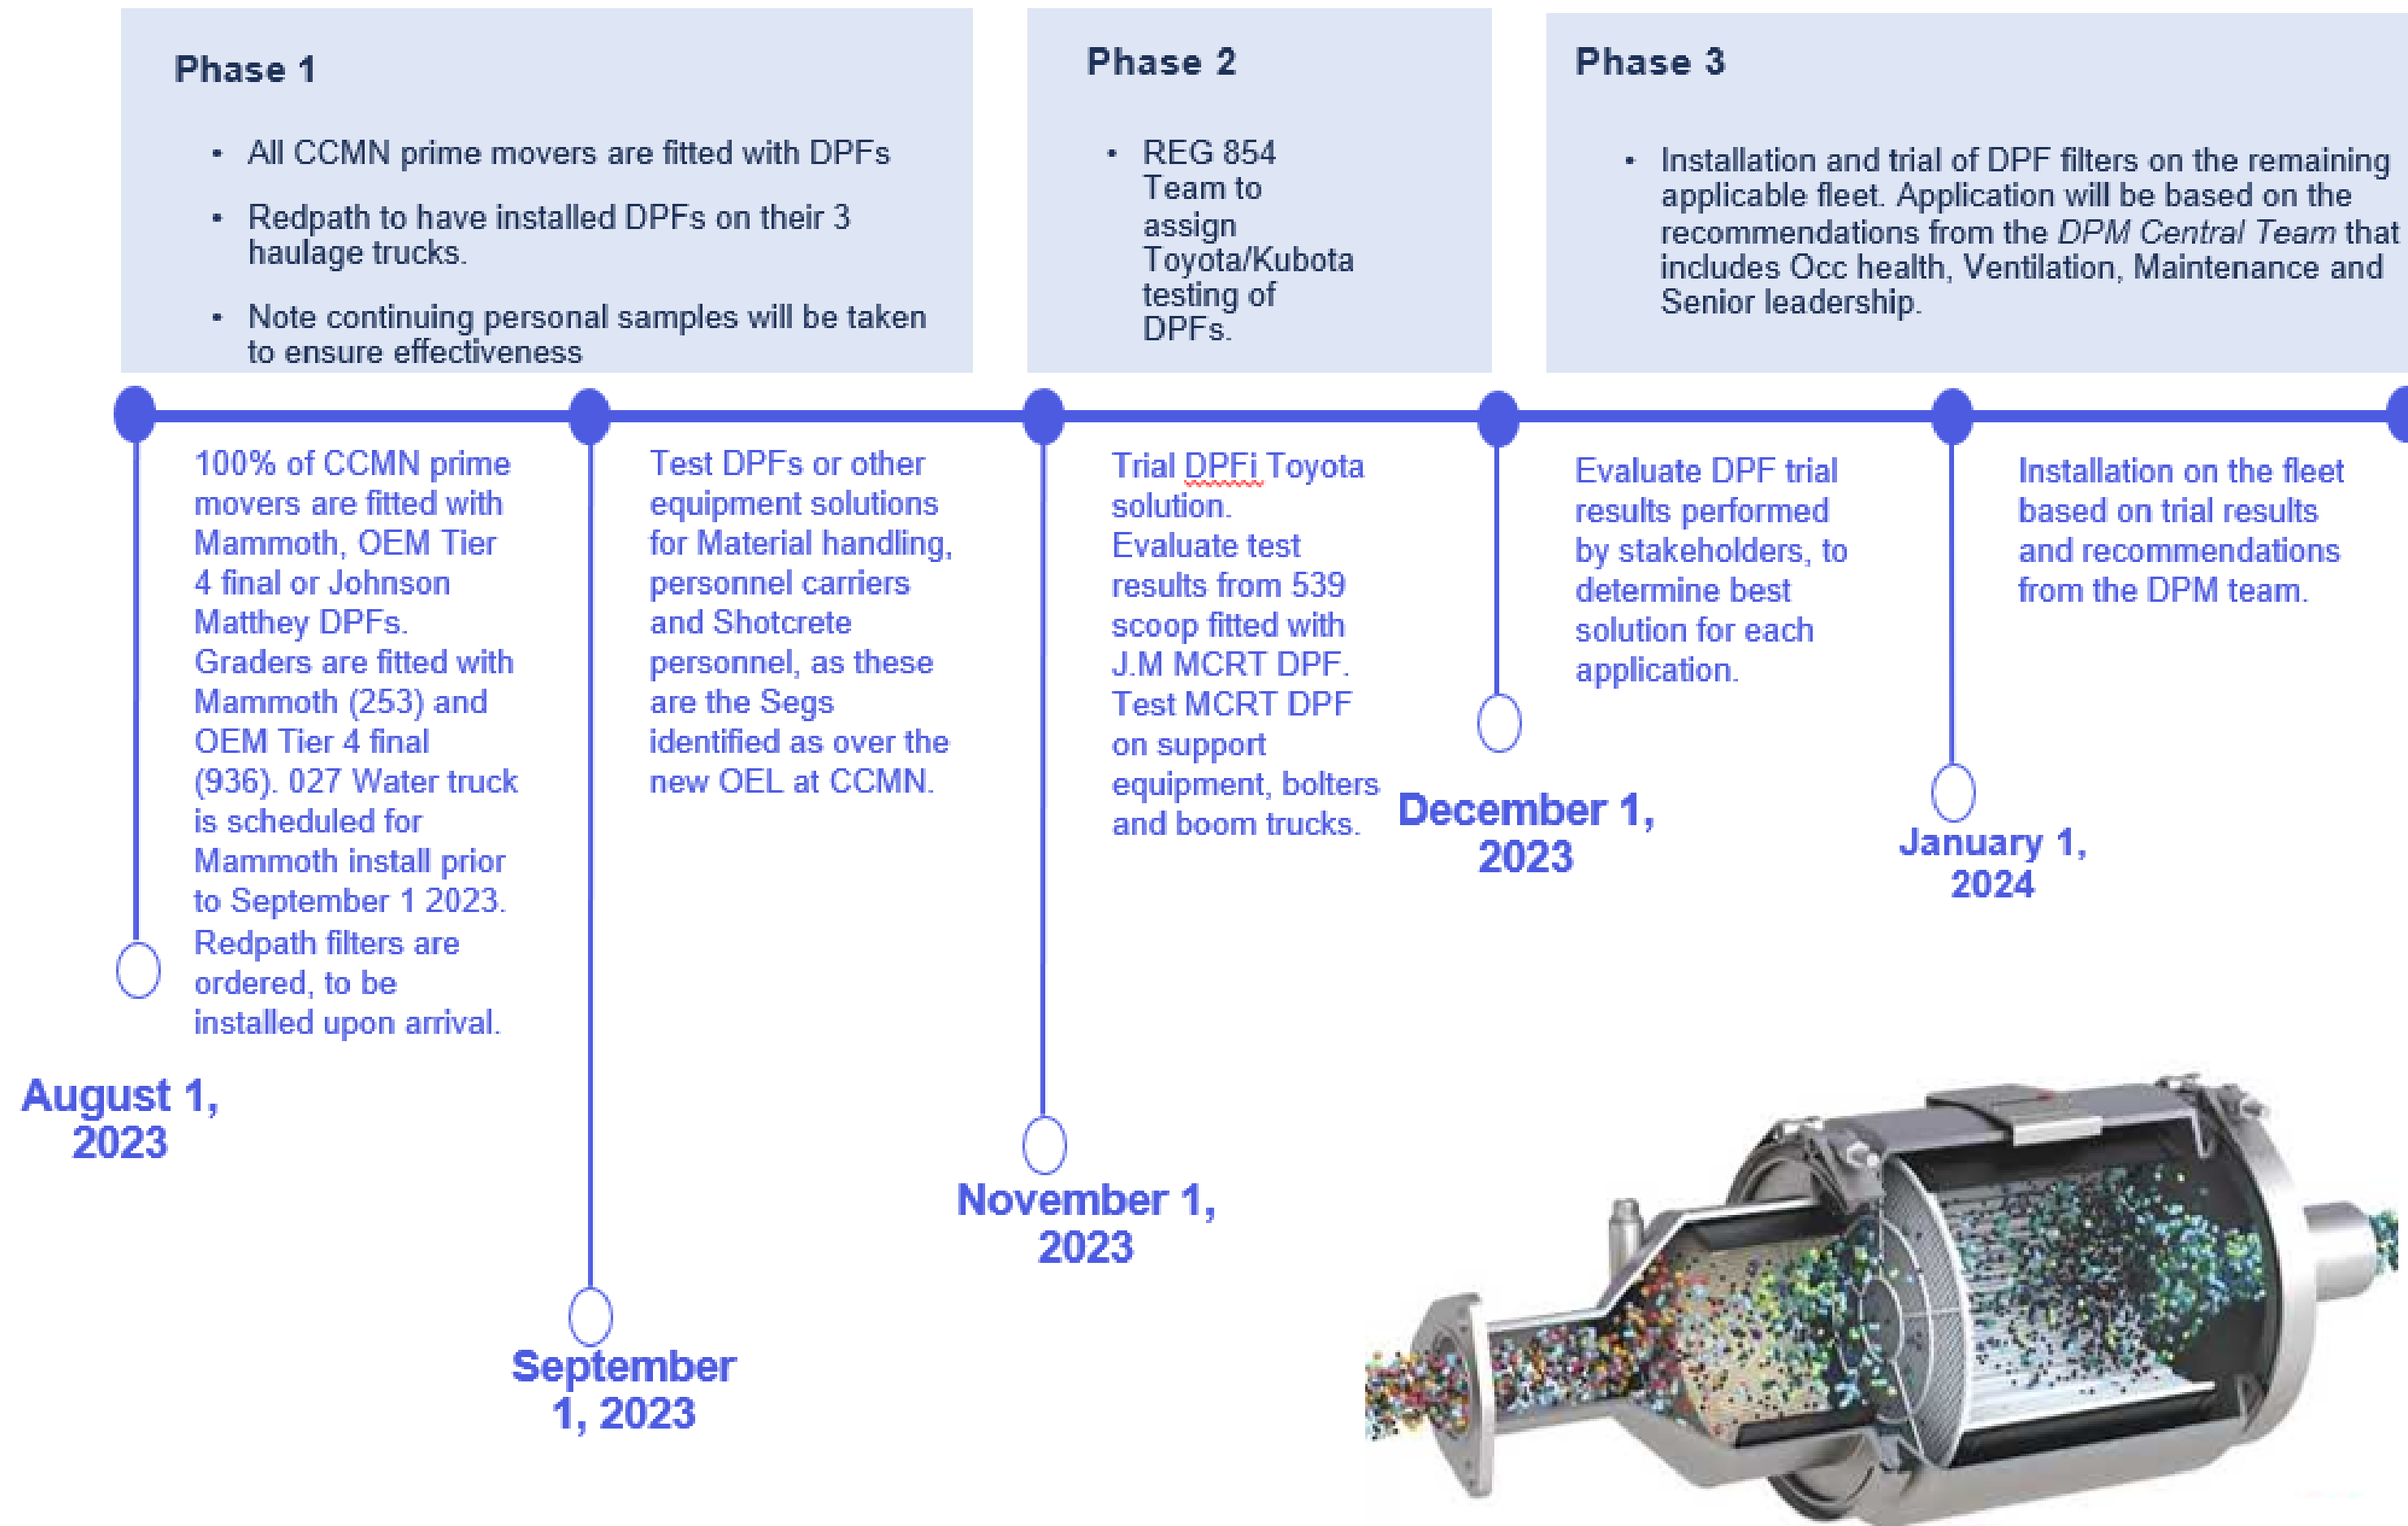 Phase 1
• All CCMN prime movers are fitted with DPFs
• Redpath to have installed DPFs on their 3
haulage trucks.
• Note continuing personal samples will be taken
to ensure effectiveness
Phase 2
• REG 854
Team to
assign
Toyota/Kubota
testing of
DPFs.
Phase 3
• Installation and trial of DPF filters on the remaining
applicable fleet. Application will be based on the
recommendations from the DPM Central Team that
includes Occ health, Ventilation, Maintenance and
Senior leadership.
100% of CCMN prime
movers are fitted with
Mammoth, OEM Tier
4 final or Johnson
Matthey DPFs.
Graders are fitted with
Mammoth (253) and
OEM Tier 4 final
(936). 027 Water truck
is scheduled for
Mammoth install prior
to September 1 2023.
Redpath filters are
ordered, to be
installed upon arrival.
August 1,
2023
Test DPFs or other
equipment solutions
for Material handling,
personnel carriers
and Shotcrete
personnel, as these
are the Segs
identified as over the
new OEL at CCMN.
September
1, 2023
Trial DPFi Toyota
solution.
Evaluate test
results from 539
scoop fitted with
J.M MCRT DPF.
Test MCRT DPF
on support
equipment, bolters
and boom trucks.
November 1,
2023
Evaluate DPF trial
results performed
by stakeholders, to
determine best
solution for each
application.
December 1,
2023
Installation on the fleet
based on trial results
and recommendations
from the DPM team.
January 1,
2024